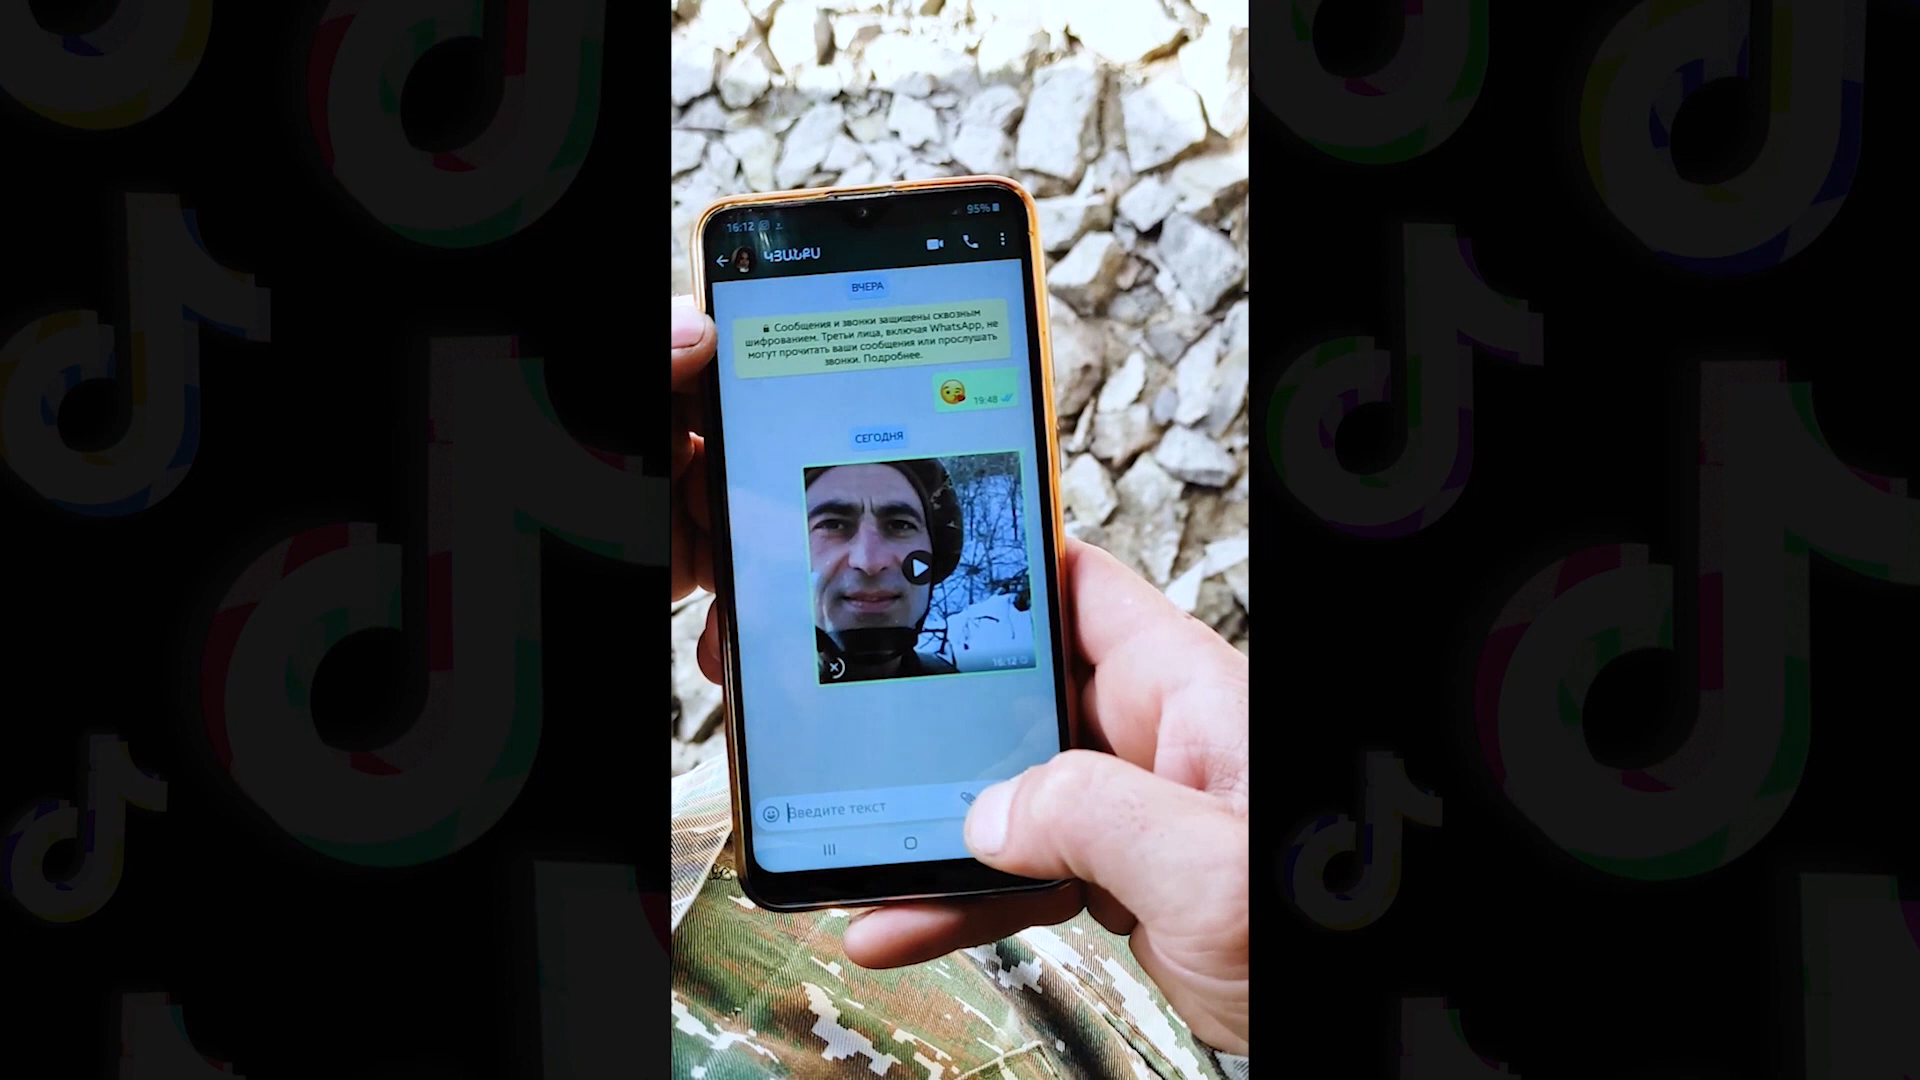 16:12
95%
ԿՅԱՆՔՍ
ВЧЕРА
Сообщения и звонки защищены сквозным
шифрованием. Третьи лица, включая WhatsApp, не
могут прочитать ваши сообщения или прослушать
звонки. Подробнее.
19:48
СЕГОДНЯ
16:12
Введите текст